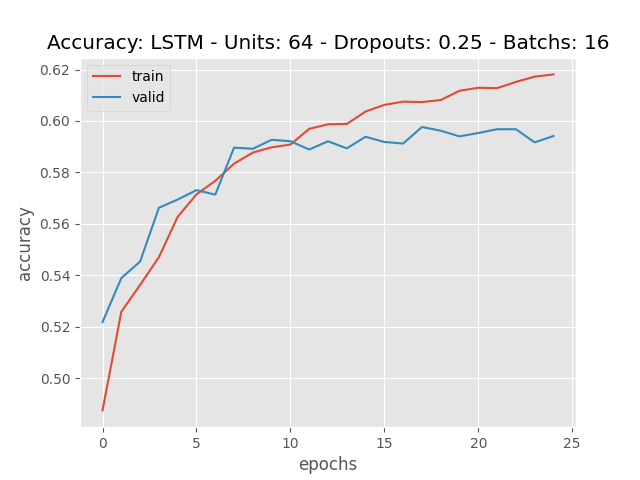 Accuracy: LSTM - Units: 64 - Dropouts: 0.25 - Batchs: 16
train
valid
0.62
0.60
0.58
0.56
0.54
0.52
0.50
accuracy
0 5 10 15 20 25
epochs